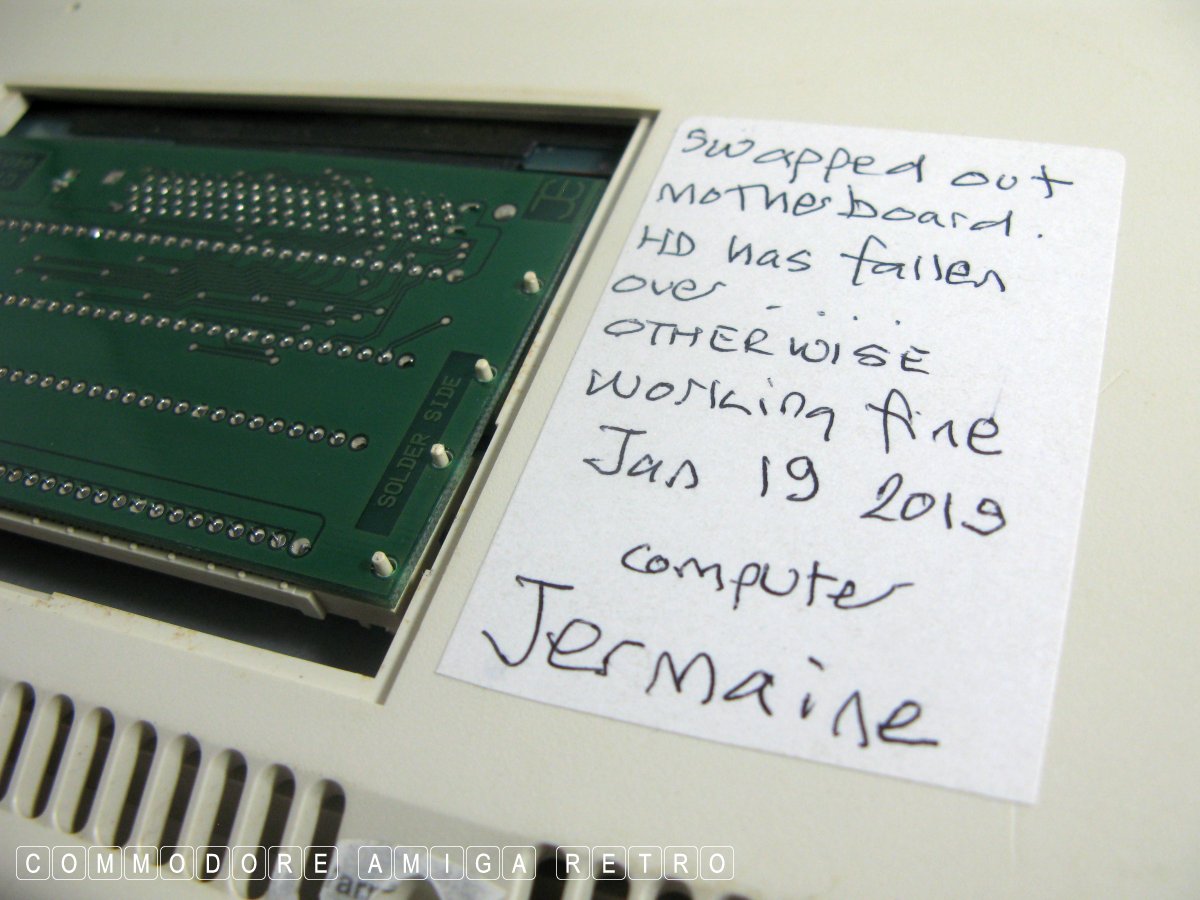 swapped out
MOTHerboard.
HD has fallen
over . . . .
OTHERWISE
working fine
Jan 19 2019
computer
Jermaine
SOLDER SIDE
COMMODORE AMIGA RETRO